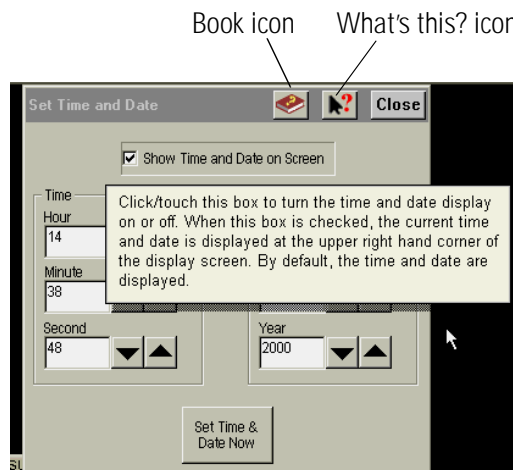 Book icon What's this? icon
Set Time and Date Close
Show Time and Date on Screen
Time
Hour
14
Click/touch this box to turn the time and date display
on or off. When this box is checked, the current time
and date is displayed at the upper right hand corner of
the display screen. By default, the time and date are
displayed.
Minute
38
Second Year
48 2000
Set Time &
Date Now